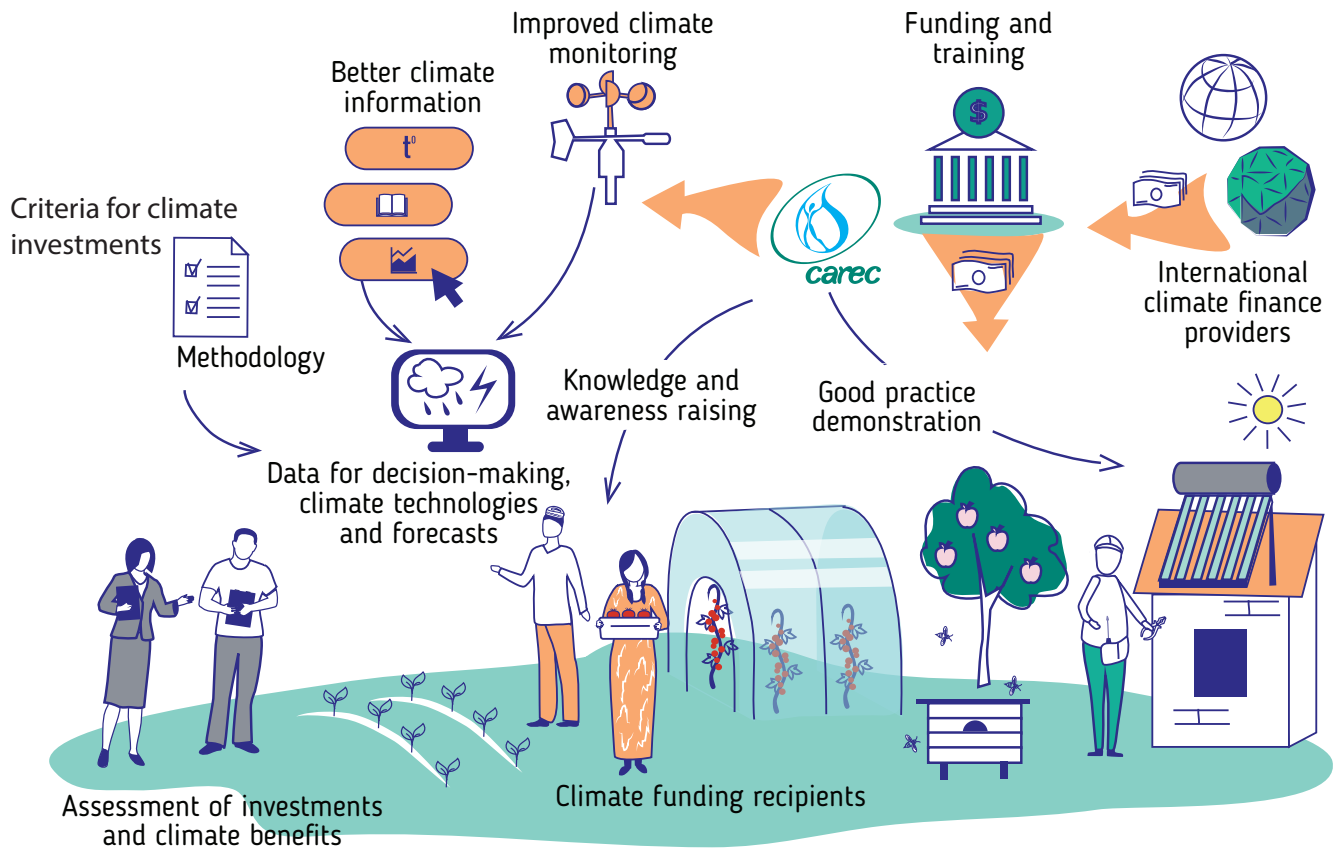 Improved climate
monitoring
Funding and
training
Better climate
information
t⁰
$
Criteria for climate
investments
carec
International
climate finance
providers
Methodology
Knowledge and
awareness raising
Good practice
demonstration
Data for decision-making,
climate technologies
and forecasts
Climate funding recipients
Assessment of investments
and climate benefits